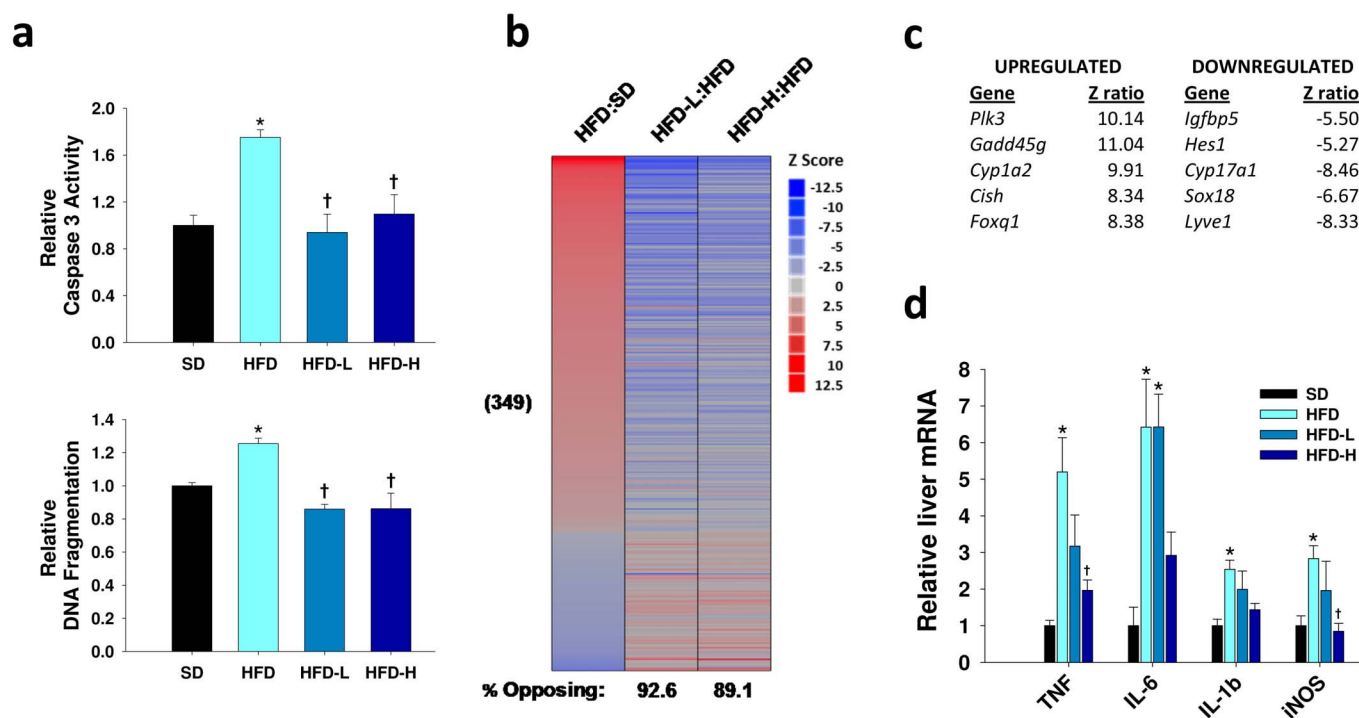 a
Relative
Caspase 3 Activity
2.0
1.6
1.2
0.8
0.4
0.0
*
†
†
SD HFD HFD-L HFD-H
Relative
DNA Fragmentation
1.4
1.2
1.0
0.8
0.6
0.4
0.2
0.0
*
†
†
SD HFD HFD-L HFD-H
b
HFD:SD
HFD-L:HFD
HFD-H:HFD
(349)
Z Score
-12.5
-10
-7.5
-5
-2.5
0
2.5
5
7.5
10
12.5
% Opposing: 92.6 89.1
c
UPREGULATED DOWNREGULATED
Gene Z ratio Gene Z ratio
Plk3 10.14 Igfbp5 -5.50
Gadd45g 11.04 Hes1 -5.27
Cyp1a2 9.91 Cyp17a1 -8.46
Cish 8.34 Sox18 -6.67
Foxq1 8.38 Lyve1 -8.33
d
Relative liver mRNA
8
7
6
5
4
3
2
1
0
SD
HFD
HFD-L
HFD-H
*
†
* *
*
*
†
TNF IL-6 IL-1b iNOS